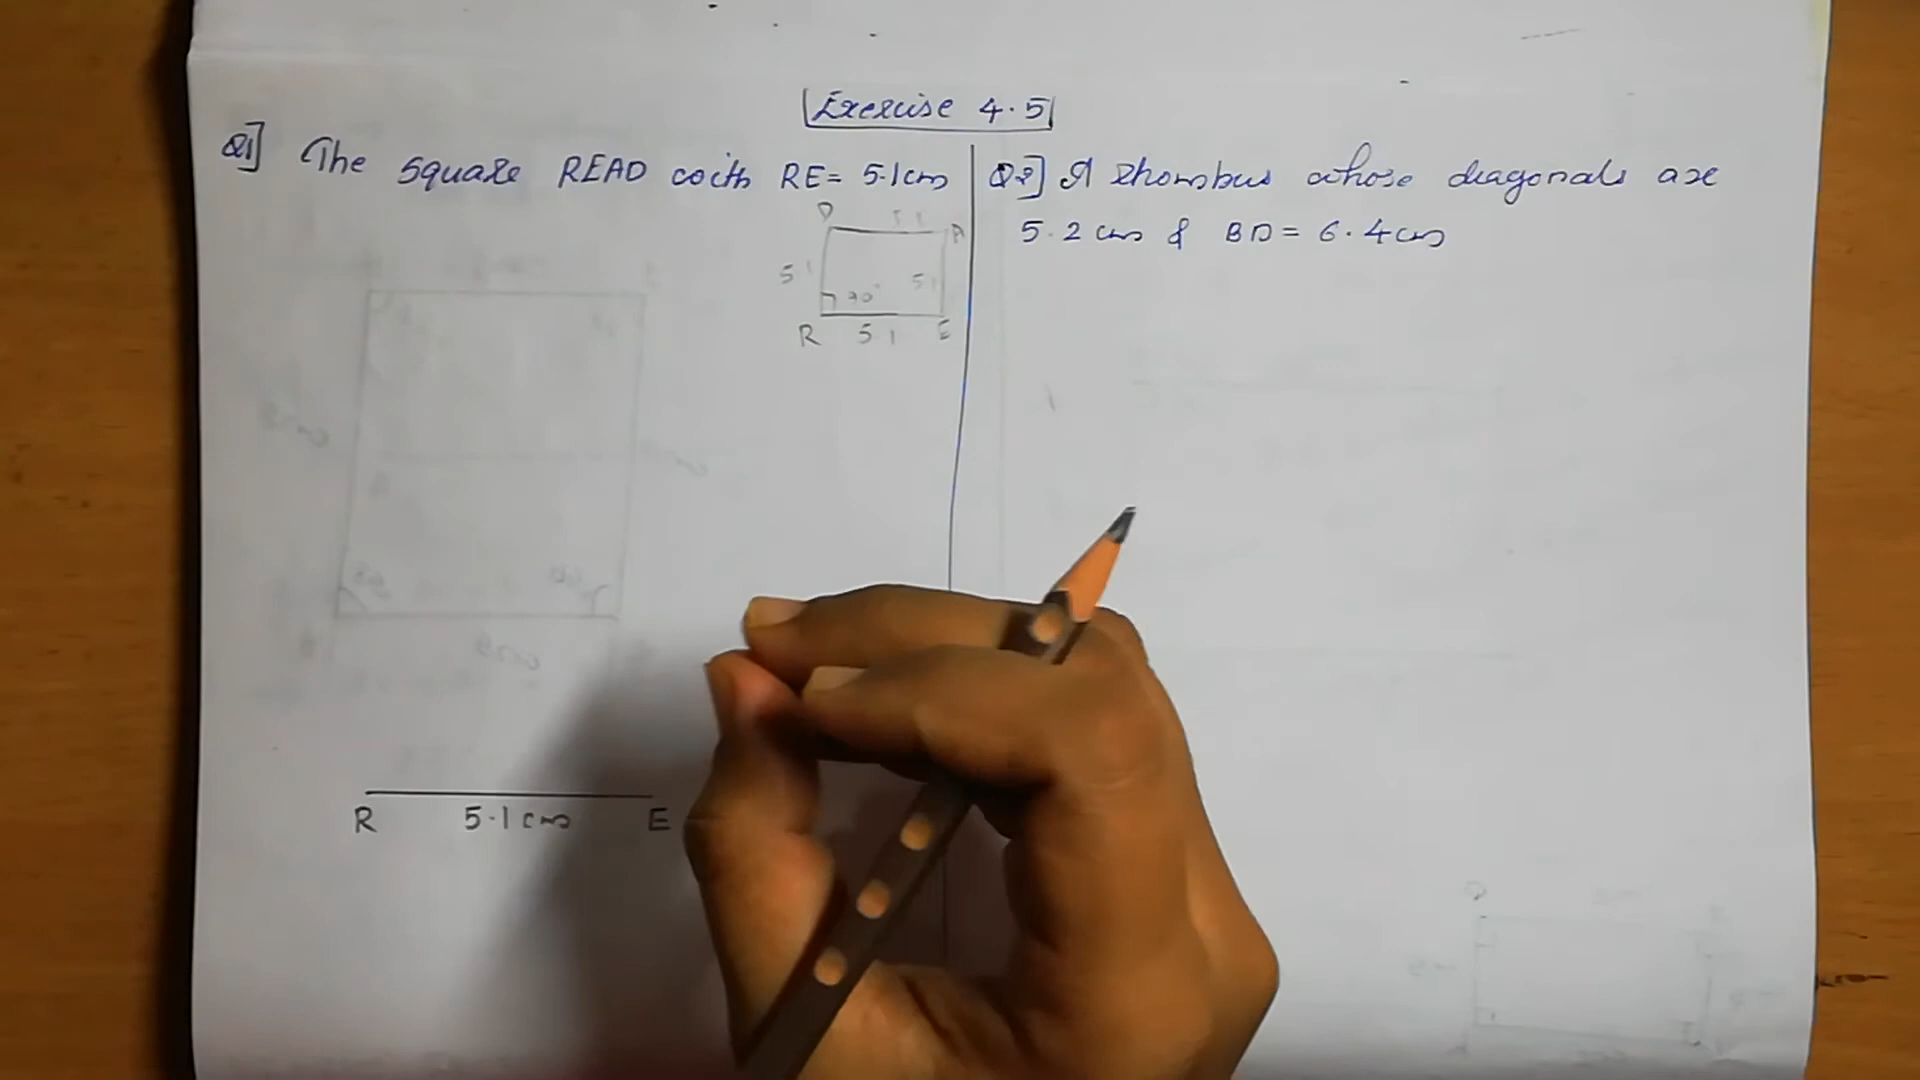 Exercise 4.5
Q1] The square READ with RE = 5.1cm
D 5.1 A
5.1 90° 5.1
R 5.1 E
Q2] A rhombus whose diagonals are
5.2 cm & BD = 6.4cm
R 5.1cm E